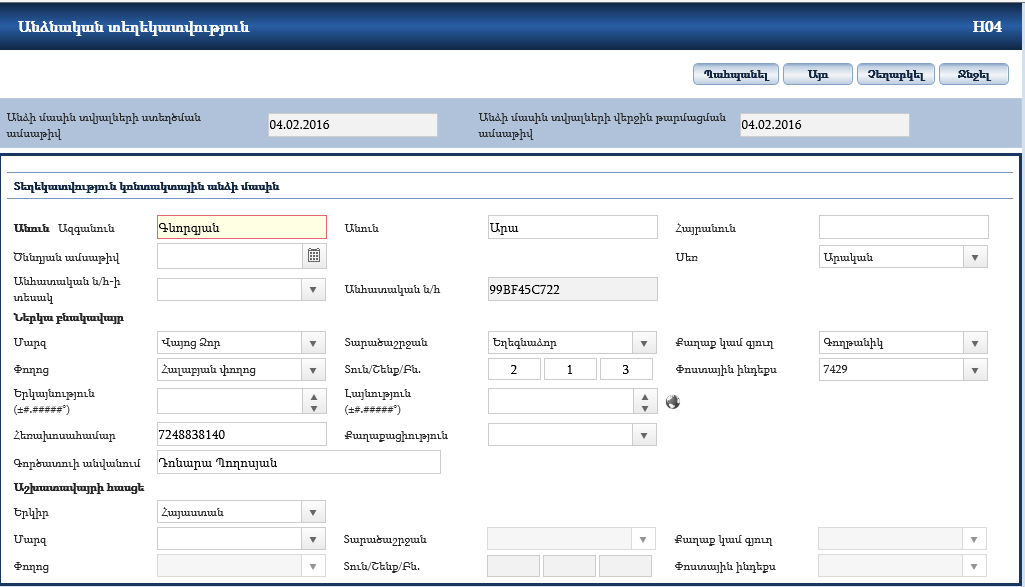 Անձնական տեղեկատվություն H04
Պահպանել Այո Չեղարկել Ջնջել
Անձի մասին տվյալների ստեղծման ամսաթիվ 04.02.2016 Անձի մասին տվյալների վերջին թարմացման ամսաթիվ 04.02.2016
Տեղեկատվություն կոնտակտային անձի մասին
Անուն Ազգանուն Գևորգյան Անուն Արա Հայրանուն
Ծննդյան ամսաթիվ Սեռ Արական
Անհատական ն/հ-ի տեսակ Անհատական ն/հ 99BF45C722
Ներկա բնակավայր
Մարզ Վայոց Ձոր Տարածաշրջան Եղեգնաձոր Քաղաք կամ գյուղ Գողթանիկ
Փողոց Հալաբյան փողոց Տուն/Շենք/Բն. 2 1 3 Փոստային ինդեքս 7429
Երկայնություն (±#.#####°) Լայնություն (±#.#####°)
Հեռախոսահամար 7248838140 Քաղաքացիություն
Գործատուի անվանում Դոնարա Պողոսյան
Աշխատավայրի հասցե
Երկիր Հայաստան
Մարզ Տարածաշրջան Քաղաք կամ գյուղ
Փողոց Տուն/Շենք/Բն. Փոստային ինդեքս